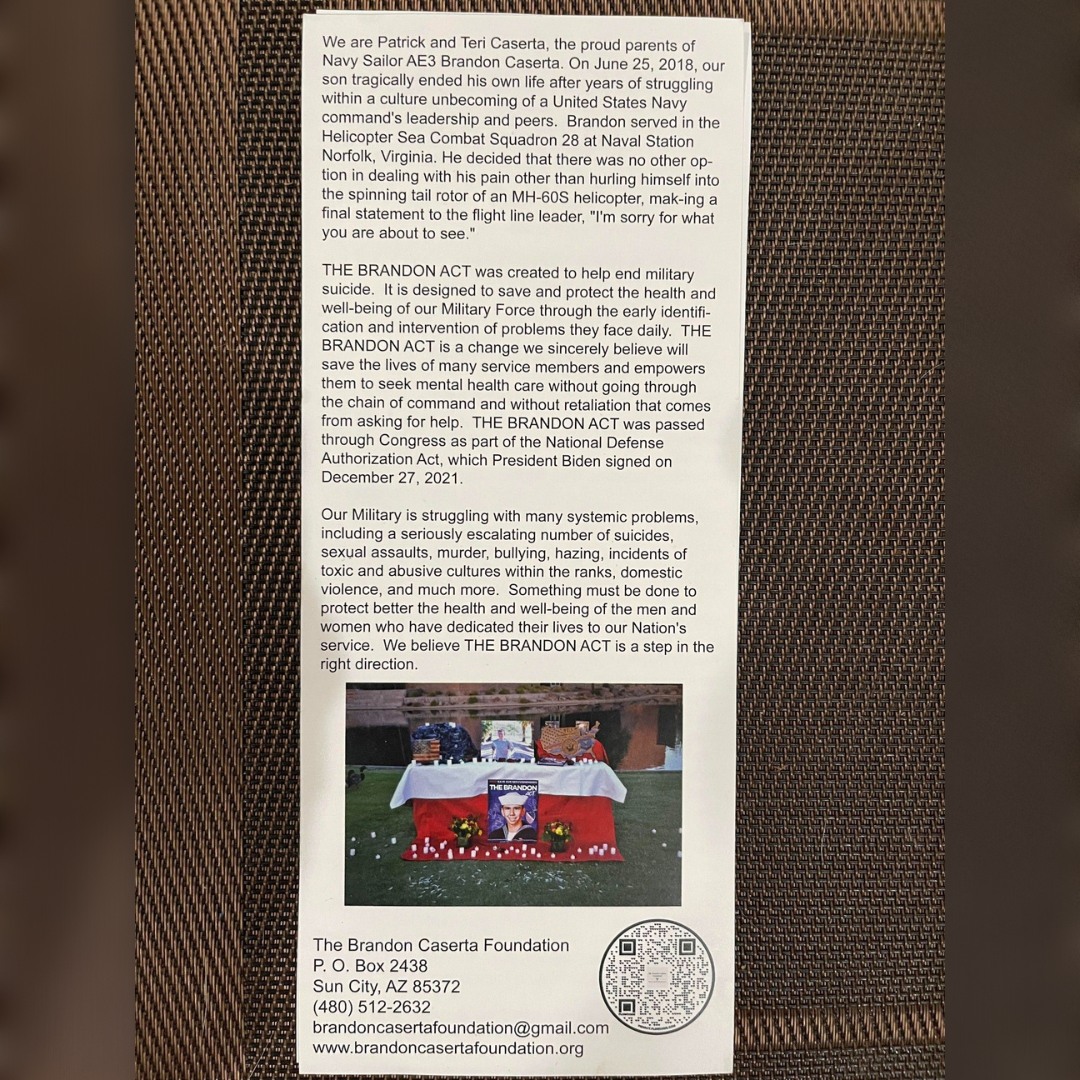 We are Patrick and Teri Caserta, the proud parents of
Navy Sailor AE3 Brandon Caserta. On June 25, 2018, our
son tragically ended his own life after years of struggling
within a culture unbecoming of a United States Navy
command's leadership and peers.  Brandon served in the
Helicopter Sea Combat Squadron 28 at Naval Station
Norfolk, Virginia. He decided that there was no other op-
tion in dealing with his pain other than hurling himself into
the spinning tail rotor of an MH-60S helicopter, mak-ing a
final statement to the flight line leader, "I'm sorry for what
you are about to see."
THE BRANDON ACT was created to help end military
suicide.  It is designed to save and protect the health and
well-being of our Military Force through the early identifi-
cation and intervention of problems they face daily.  THE
BRANDON ACT is a change we sincerely believe will
save the lives of many service members and empowers
them to seek mental health care without going through
the chain of command and without retaliation that comes
from asking for help.  THE BRANDON ACT was passed
through Congress as part of the National Defense
Authorization Act, which President Biden signed on
December 27, 2021.
Our Military is struggling with many systemic problems,
including a seriously escalating number of suicides,
sexual assaults, murder, bullying, hazing, incidents of
toxic and abusive cultures within the ranks, domestic
violence, and much more.  Something must be done to
protect better the health and well-being of the men and
women who have dedicated their lives to our Nation's
service.  We believe THE BRANDON ACT is a step in the
right direction.
THE BRANDON
ACT
The Brandon Caserta Foundation
P. O. Box 2438
Sun City, AZ 85372
(480) 512-2632
brandoncasertafoundation@gmail.com
www.brandoncasertafoundation.org